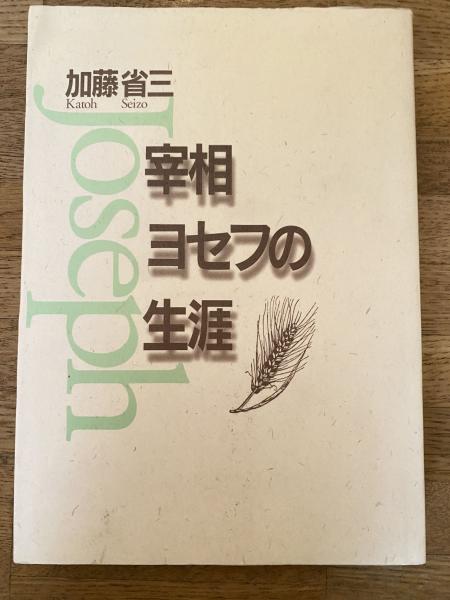 加藤省三
Katoh Seizo
Joseph
宰相
ヨセフの
生涯